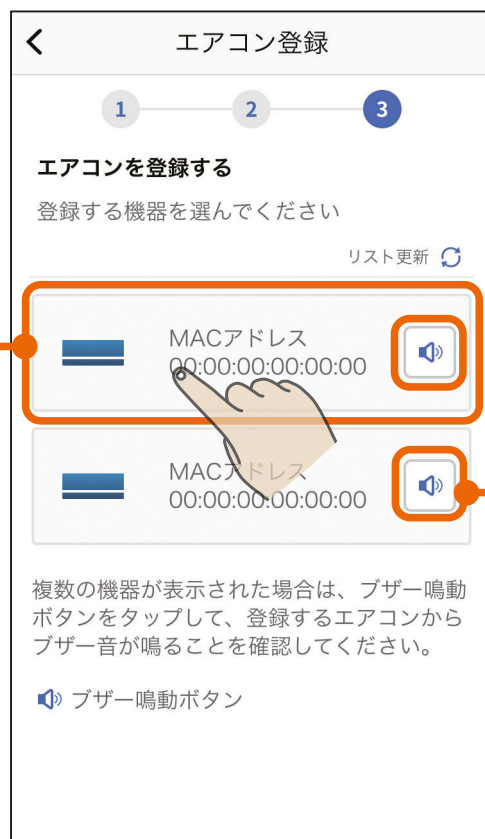 エアコン登録
1 2 3
エアコンを登録する
登録する機器を選んでください
リスト更新
MACアドレス
00:00:00:00:00:00
MACアドレス
00:00:00:00:00:00
複数の機器が表示された場合は、ブザー鳴動
ボタンをタップして、登録するエアコンから
ブザー音が鳴ることを確認してください。
ブザー鳴動ボタン